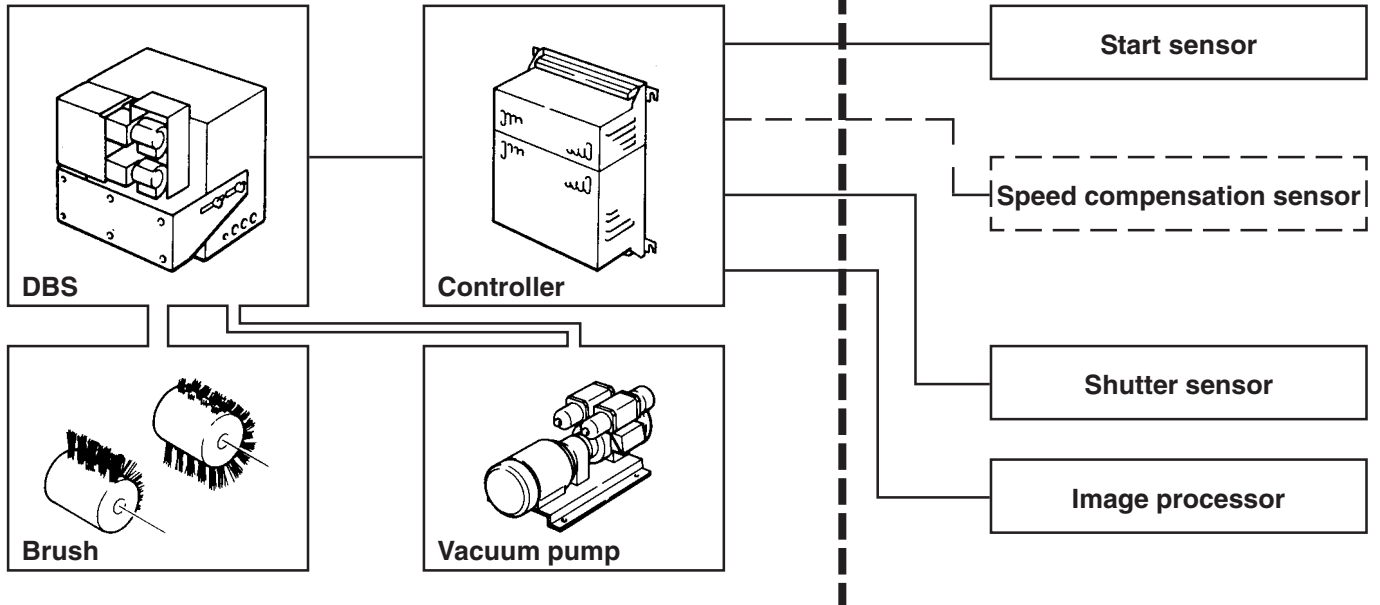 DBS
Controller
Brush
Vacuum pump
Start sensor
Speed compensation sensor
Shutter sensor
Image processor